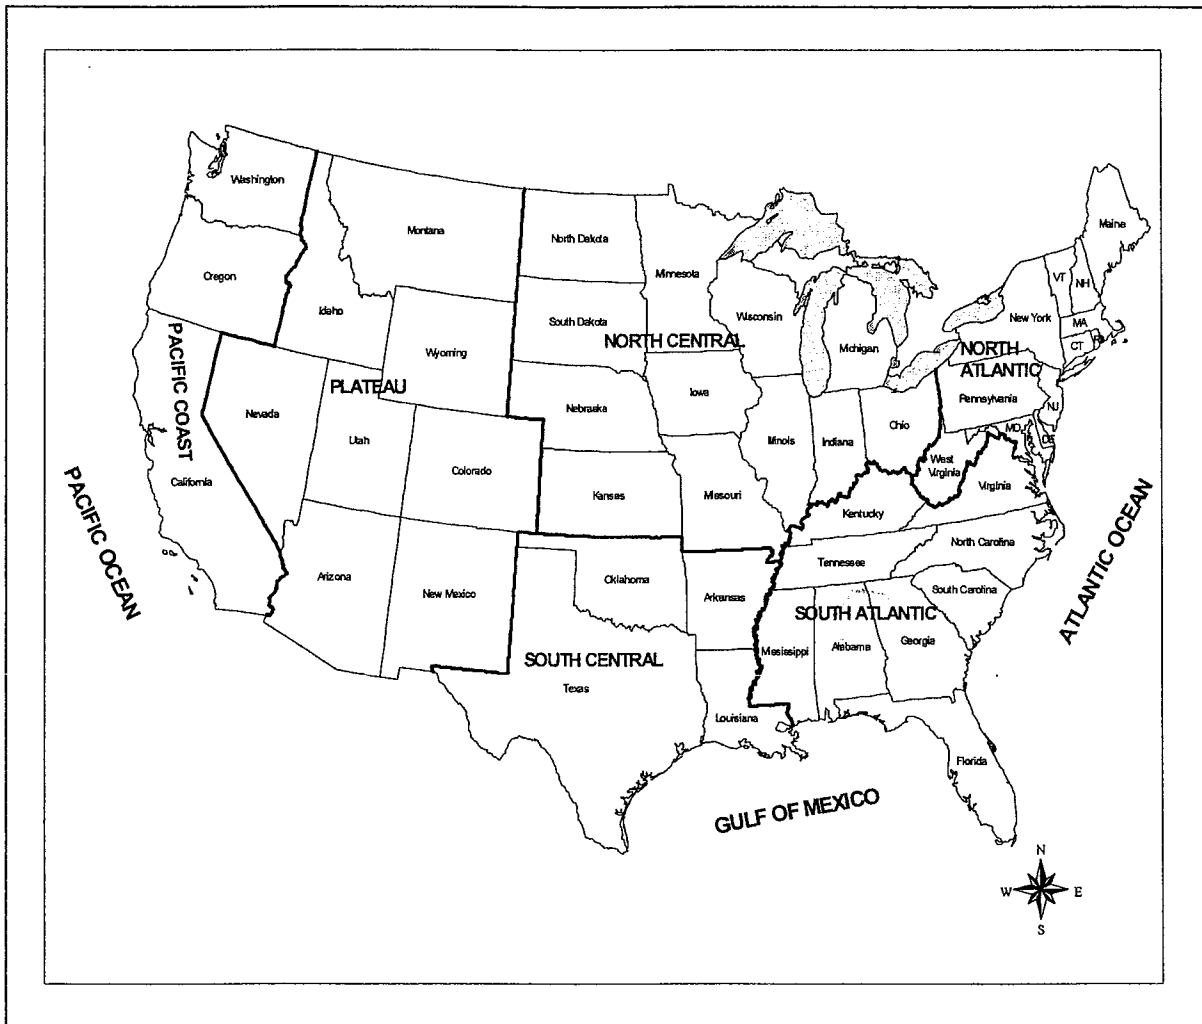 Washington
Montana
North Dakota
Minnesota
Maine
Oregon
Idaho
VT
NH
Wyoming
South Dakota
Wisconsin
Michigan
New York
MA
CT
RI
PACIFIC COAST
NORTH CENTRAL
NORTH
ATLANTIC
PLATEAU
Nevada
Utah
Colorado
Nebraska
Iowa
Illinois
Indiana
Ohio
Pennsylvania
NJ
MD
DE
West
Virginia
Virginia
California
Kansas
Missouri
Kentucky
PACIFIC OCEAN
ATLANTIC OCEAN
Arizona
New Mexico
Oklahoma
Arkansas
Tennessee
North Carolina
South Carolina
SOUTH ATLANTIC
Mississippi
Alabama
Georgia
SOUTH CENTRAL
Texas
Louisiana
Florida
GULF OF MEXICO
N
W
E
S